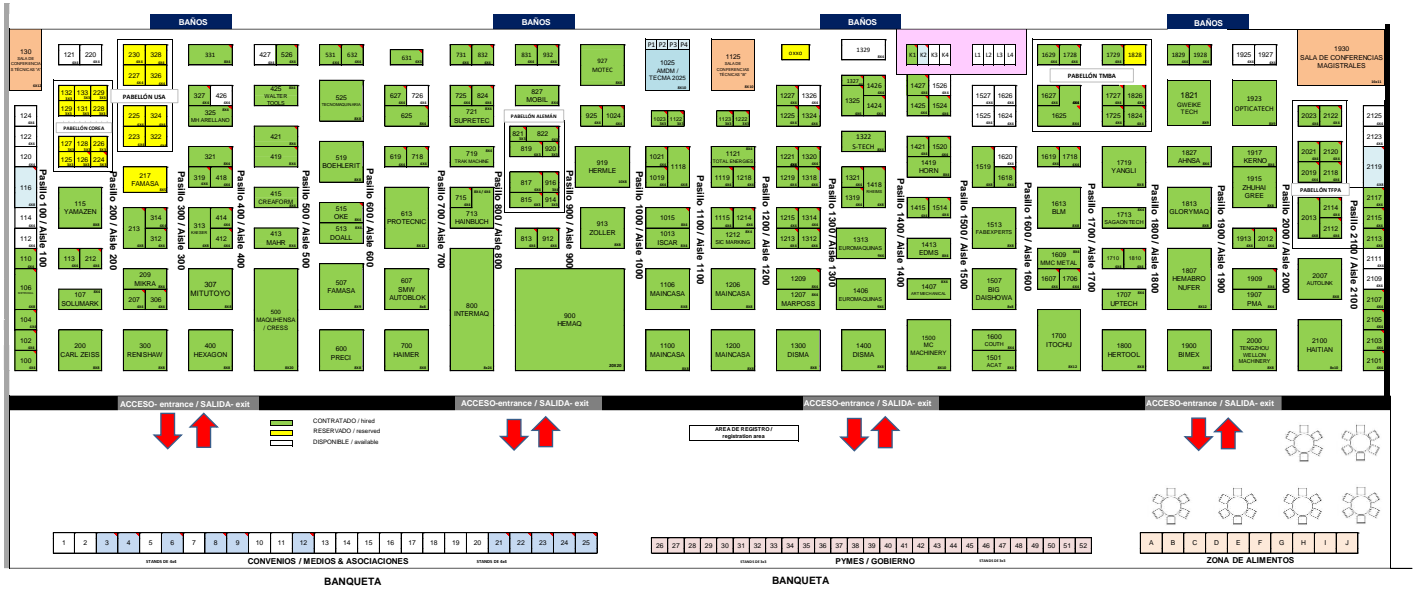 BAÑOS
BAÑOS
BAÑOS
BAÑOS
130
SALA DE
CONFERENCIAS
121 220
230 328
227 226
331
427 526
531 632
631
731 832
831 932
927
MOTEC
P1 P2 P3 P4
1025
AMDM /
TECMA 2025
1125
SALA DE
CONFERENCIAS
TECNICAS "B"
OXXO
1329
K1 K2 K3 K4
L1 L2 L3 L4
1629 1728
1729 1828
PABELLÓN TMBA
1829 1928
1925 1927
1930
SALA DE CONFERENCIAS
MAGISTRALES
132 133 229
129 131 228
PABELLÓN USA
225 324
223 322
PABELLÓN COREA
127 128 226
125 126 224
217
FAMASA
327 426
325
MH ARELLANO
321
319 418
425
WALTER
TOOLS
421
419
415
CREAFORM
413
MAHR
525
TECNOMAQUINARIA
519
BOEHLERIT
515
OKE
513
DOALL
627 726
625
619 718
613
PROTECNIC
725 824
721
SUPRETEC
719
TRAK MACHINE
715
713
HAINBUCH
827
MOBIL
PABELLÓN ALEMÁN
821 822
819 920
817 916
815 914
813 912
925 1024
919
HERMLE
913
ZOLLER
1023 1122
1021 1118
1019
1015
1013
ISCAR
1123 1222
1121
TOTAL ENERGIES
1119 1218
1115 1214
1212
SIC MARKING
1227 1326
1225 1324
1221 1320
1219 1318
1215 1314
1213 1312
1327 1426
1325 1424
1322
S-TECH
1321
1418
1319
1313
EUROMAQUINAS
1406
EUROMAQUINAS
1427 1526
1425 1524
1421 1520
1419
HORN
1415 1514
1413
EDMS
1407
ART MECHANICAL
1527 1626
1525 1624
1519
1620
1618
1513
FABEXPERTS
1507
BIG
DAISHOWA
1627
1625
1727 1826
1725 1824
1619 1718
1613
BLM
1609
MMC METAL
1607 1706
1719
YANGLI
1713
SAGAON TECH
1710 1810
1707
UPTECH
1821
GWEIKE
TECH
1827
AHNSA
1813
GLORYMAQ
1807
HEMABRO
NUFER
1923
OPTICATECH
1917
KERNO
1915
ZHUHAI
GREE
1913 2012
1909
1907
PMA
2023 2122
2021 2120
2019 2118
PABELLÓN TFPA
2013
2114
2112
2007
AUTOLINK
2125
2123
2119
2117
2115
2113
2111
2109
2107
2105
2103
2101
124
122
120
116
114
112
110
106
104
102
100
115
YAMAZEN
113 212
107
SOLUMARK
200
CARL ZEISS
213
314
312
209
MIKRA
207 306
300
RENISHAW
313
414
412
307
MITUTOYO
400
HEXAGON
500
MAQUHENSA
/ CRESS
507
FAMASA
600
PRECI
607
SMW
AUTOBLOK
700
HAIMER
800
INTERMAQ
900
HEMAQ
20X20
1106
MAINCASA
1100
MAINCASA
1206
MAINCASA
1200
MAINCASA
1209
1207
MARPOSS
1300
DISMA
1400
DISMA
1500
MC
MACHINERY
1600
COUTH
1501
ACAT
1700
ITOCHU
1800
HERTOOL
1900
BIMEX
2000
TENGZHOU
WELLON
MACHINERY
2100
HAITIAN
Pasillo 100 / Aisle 100
Pasillo 200 / Aisle 200
Pasillo 300 / Aisle 300
Pasillo 400 / Aisle 400
Pasillo 500 / Aisle 500
Pasillo 600 / Aisle 600
Pasillo 700 / Aisle 700
Pasillo 800 / Aisle 800
Pasillo 900 / Aisle 900
Pasillo 1000 / Aisle 1000
Pasillo 1100 / Aisle 1100
Pasillo 1200 / Aisle 1200
Pasillo 1300 / Aisle 1300
Pasillo 1400 / Aisle 1400
Pasillo 1500 / Aisle 1500
Pasillo 1600 / Aisle 1600
Pasillo 1700 / Aisle 1700
Pasillo 1800 / Aisle 1800
Pasillo 1900 / Aisle 1900
Pasillo 2000 / Aisle 2000
Pasillo 2100 / Aisle 2100
ACCESO- entrance / SALIDA- exit
ACCESO- entrance / SALIDA- exit
ACCESO- entrance / SALIDA- exit
ACCESO- entrance / SALIDA- exit
CONTRATADO / hired
RESERVADO / reserved
DISPONIBLE / available
AREA DE REGISTRO /
registration area
1 2 3 4 5 6 7 8 9 10 11 12 13 14 15 16 17 18 19 20 21 22 23 24 25
26 27 28 29 30 31 32 33 34 35 36 37 38 39 40 41 42 43 44 45 46 47 48 49 50 51 52
A B C D E F G H I J
CONVENIOS / MEDIOS & ASOCIACIONES
PYMES / GOBIERNO
ZONA DE ALIMENTOS
BANQUETA
BANQUETA